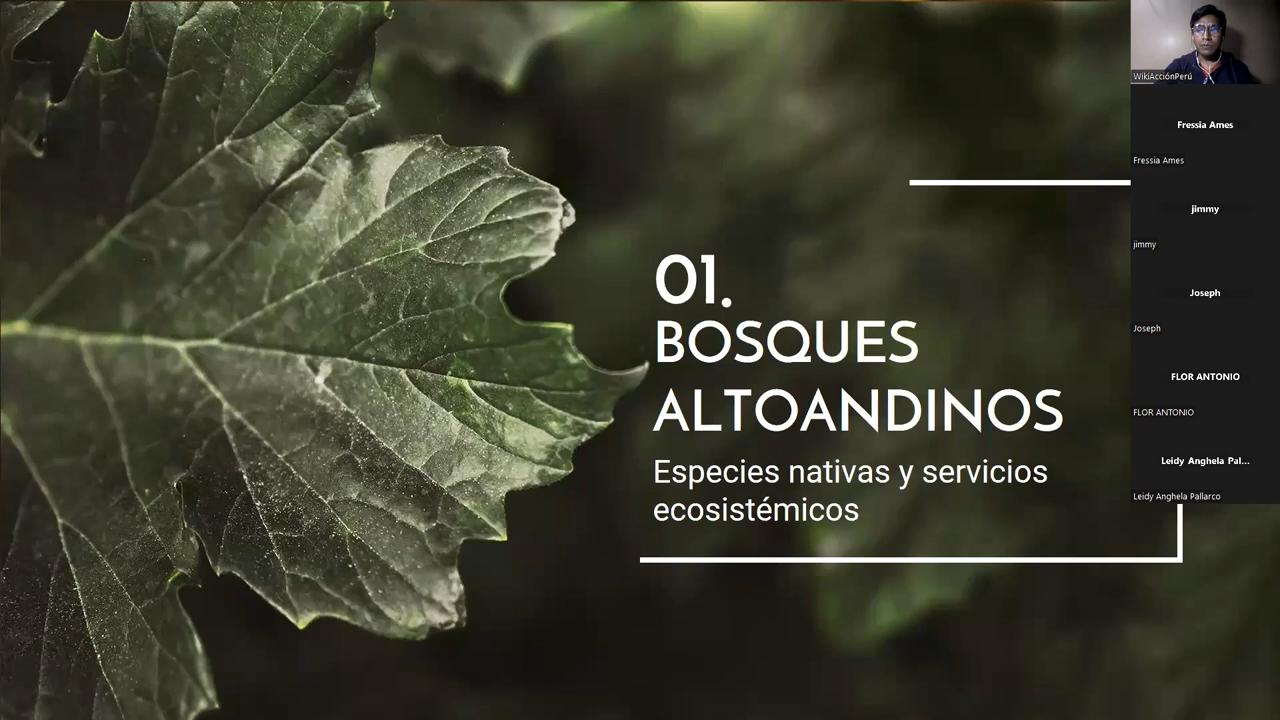 01.
BOSQUES
ALTOANDINOS
Especies nativas y servicios
ecosistémicos
WikiAcciónPerú
Fressia Ames
Fressia Ames
jimmy
jimmy
Joseph
Joseph
FLOR ANTONIO
FLOR ANTONIO
Leidy Anghela Pal...
Leidy Anghela Pallarco